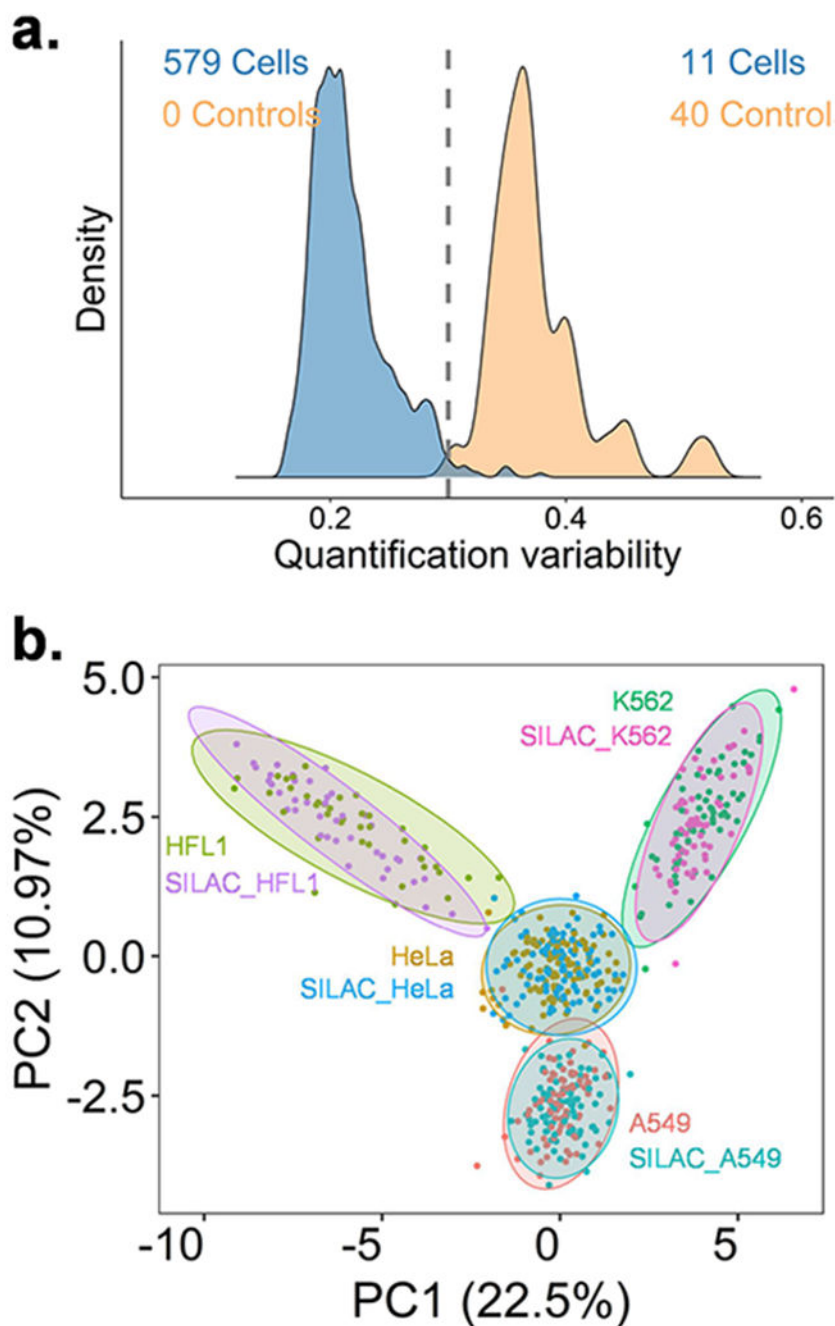 a.
579 Cells
11 Cells
0 Controls
40 Control
Density
0.2
0.4
0.6
Quantification variability
b.
5.0
2.5
0.0
-2.5
PC2 (10.97%)
K562
SILAC_K562
HFL1
SILAC_HFL1
HeLa
SILAC_HeLa
A549
SILAC_A549
-10
-5
0
5
PC1 (22.5%)